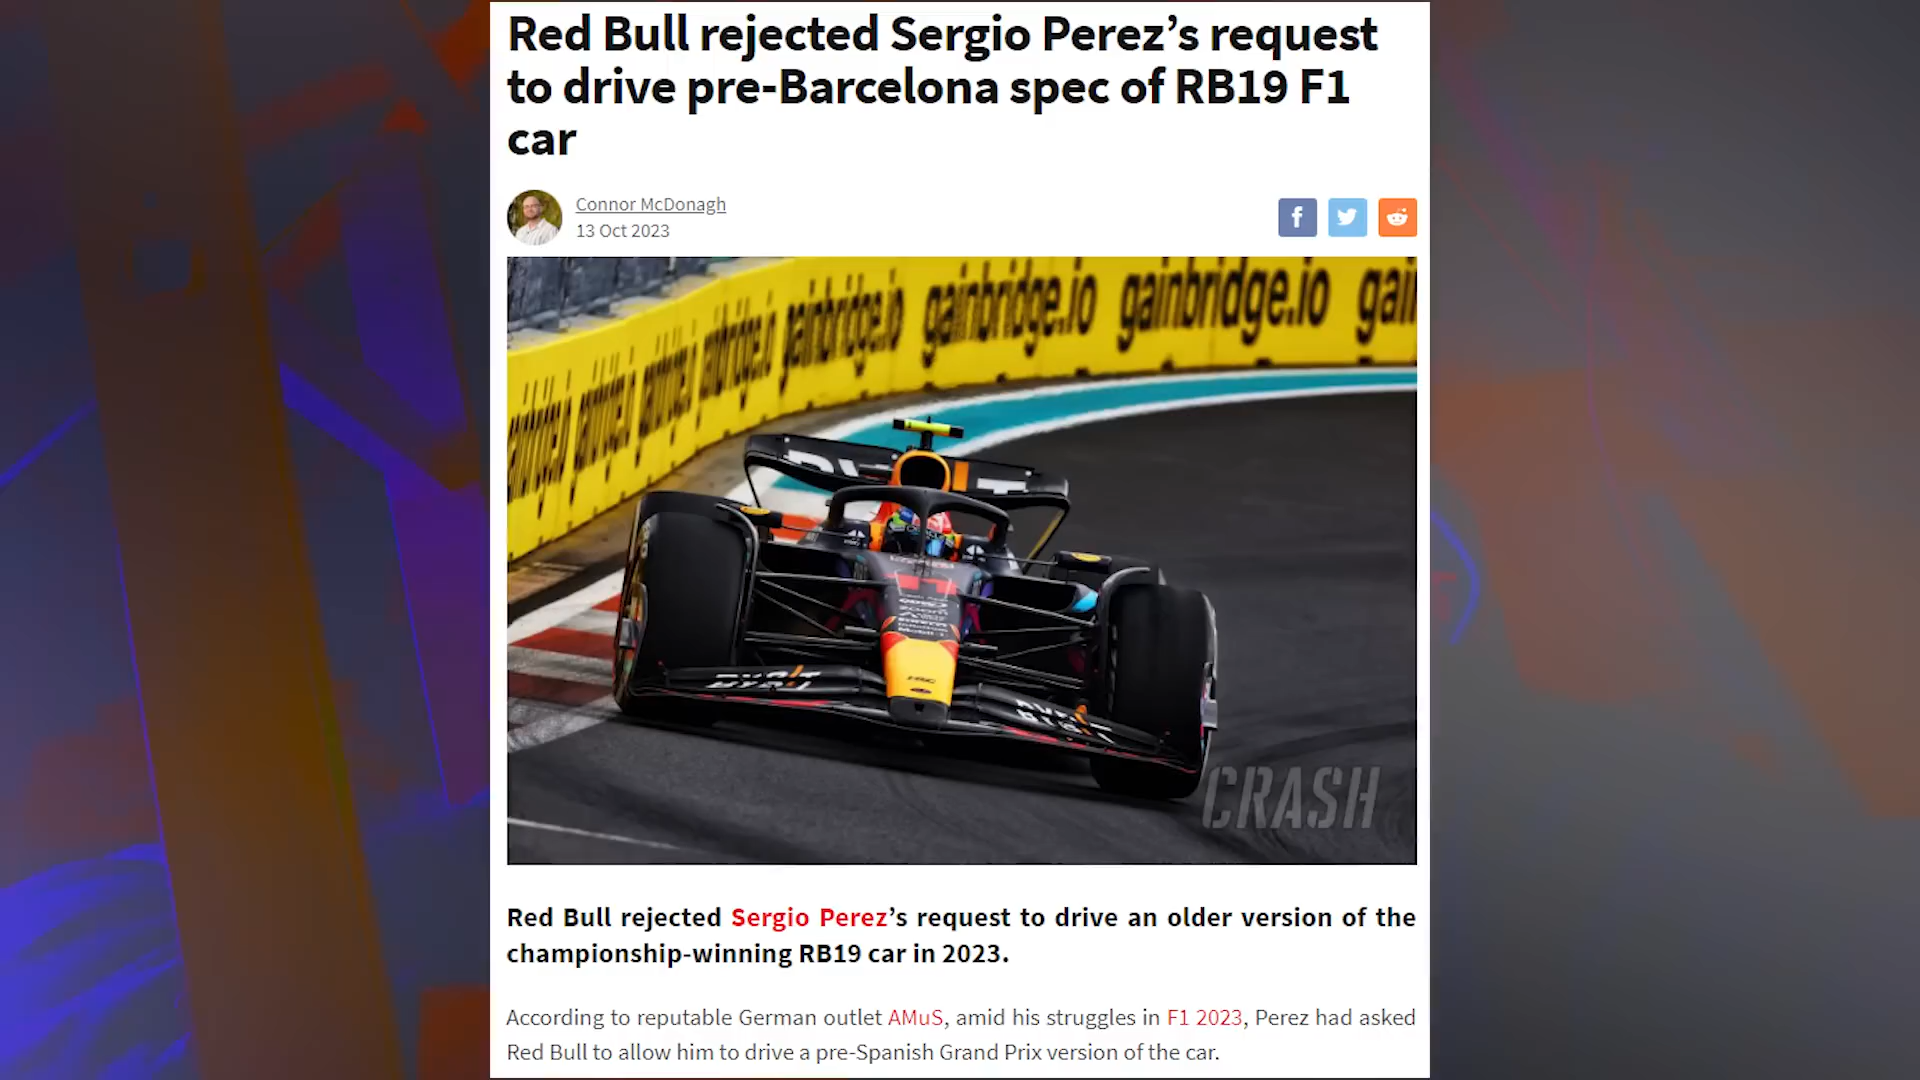 Red Bull rejected Sergio Perez’s request
to drive pre-Barcelona spec of RB19 F1
car
Connor McDonagh
13 Oct 2023
gainbridge.io gainbridge.io gainbridge.io gai
CRASH
Red Bull rejected Sergio Perez’s request to drive an older version of the
championship-winning RB19 car in 2023.
According to reputable German outlet AMuS, amid his struggles in F1 2023, Perez had asked
Red Bull to allow him to drive a pre-Spanish Grand Prix version of the car.